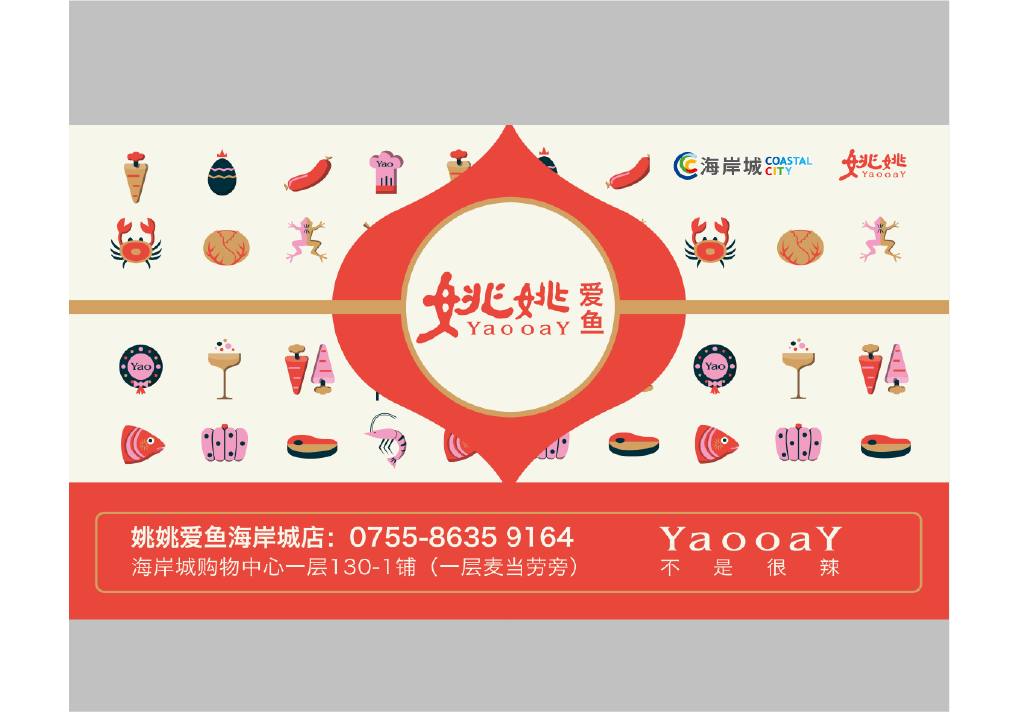 Yao
海岸城 COASTAL CITY
姚姚
YaooaY
姚姚爱鱼
YaooaY
Yao
Yao
姚姚爱鱼海岸城店：0755-8635 9164
海岸城购物中心一层130-1铺（一层麦当劳旁）
YaooaY
不是很辣